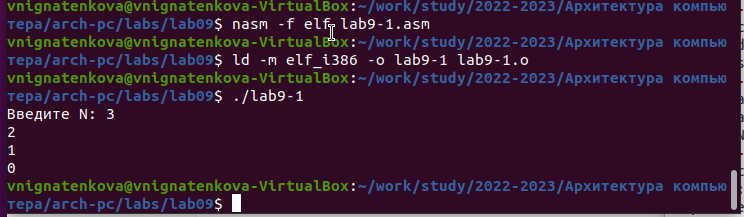 vnignatenkova@vnignatenkova-VirtualBox:~/work/study/2022-2023/Архитектура компью
тера/arch-pc/labs/lab09$ nasm -f elf lab9-1.asm
vnignatenkova@vnignatenkova-VirtualBox:~/work/study/2022-2023/Архитектура компью
тера/arch-pc/labs/lab09$ ld -m elf_i386 -o lab9-1 lab9-1.o
vnignatenkova@vnignatenkova-VirtualBox:~/work/study/2022-2023/Архитектура компью
тера/arch-pc/labs/lab09$ ./lab9-1
Введите N: 3
2
1
0
vnignatenkova@vnignatenkova-VirtualBox:~/work/study/2022-2023/Архитектура компью
тера/arch-pc/labs/lab09$